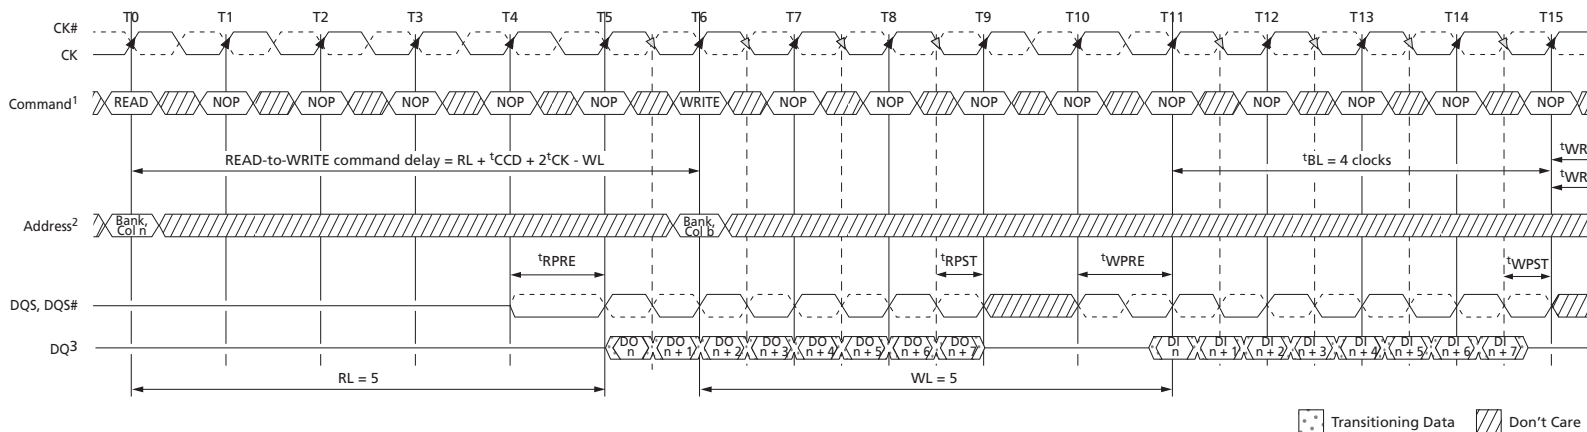 T0 T1 T2 T3 T4 T5 T6 T7 T8 T9 T10 T11 T12 T13 T14 T15
CK#
CK
Command¹ READ NOP NOP NOP NOP NOP WRITE NOP NOP NOP NOP NOP NOP NOP NOP NOP
READ-to-WRITE command delay = RL + ᵗCCD + 2ᵗCK - WL
ᵗBL = 4 clocks
ᵗWR
ᵗWR
Address²
Bank, Col n
Bank, Col b
ᵗRPRE ᵗRPST ᵗWPRE ᵗWPST
DQS, DQS#
DQ³
DO n
DO n + 1
DO n + 2
DO n + 3
DO n + 4
DO n + 5
DO n + 6
DO n + 7
DI n
DI n + 1
DI n + 2
DI n + 3
DI n + 4
DI n + 5
DI n + 6
DI n + 7
RL = 5 WL = 5
Transitioning Data Don't Care